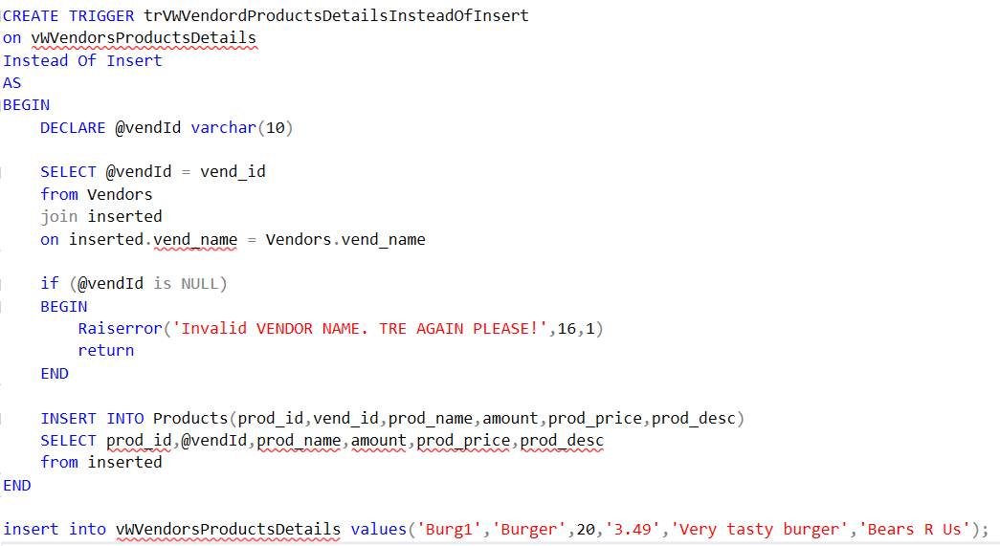 CREATE TRIGGER trVWVendordProductsDetailsInsteadOfInsert
on vWVendorsProductsDetails
Instead Of Insert
AS
BEGIN
DECLARE @vendId varchar(10)
SELECT @vendId = vend_id
from Vendors
join inserted
on inserted.vend_name = Vendors.vend_name
if (@vendId is NULL)
BEGIN
Raiserror('Invalid VENDOR NAME. TRE AGAIN PLEASE!',16,1)
return
END
INSERT INTO Products(prod_id,vend_id,prod_name,amount,prod_price,prod_desc)
SELECT prod_id,@vendId,prod_name,amount,prod_price,prod_desc
from inserted
END
insert into vWVendorsProductsDetails values('Burg1','Burger',20,'3.49','Very tasty burger','Bears R Us');